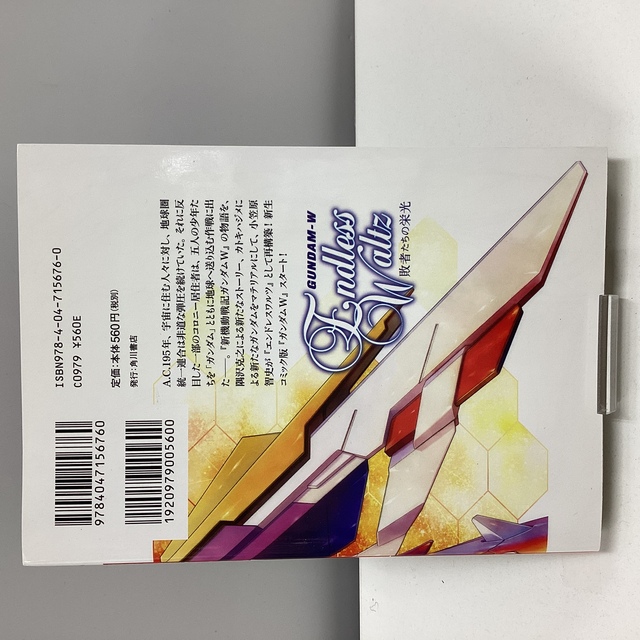 GUNDAM-W
Endless
Waltz
敗者たちの栄光
A.C.195年、宇宙に住む人々に対し、地球圏
統一連合は非道な弾圧を続けていた。それに反
目した一部のコロニー居住者は、五人の少年た
ちを「ガンダム」とともに地球へ送り込む作戦に出
た──。『新機動戦記ガンダムW』の物語を、
隅沢克之による新たなストーリー、カトキハジメに
よる新たなガンダムをマテリアルにして、小笠原
智史が『エンドレスワルツ』として再構築！新生
コミック版『ガンダムW』スタート！
ISBN978-4-04-715676-0
C0979 ¥560E
定価：本体560円(税別)
発行：角川書店
9784047156760
1920979005600